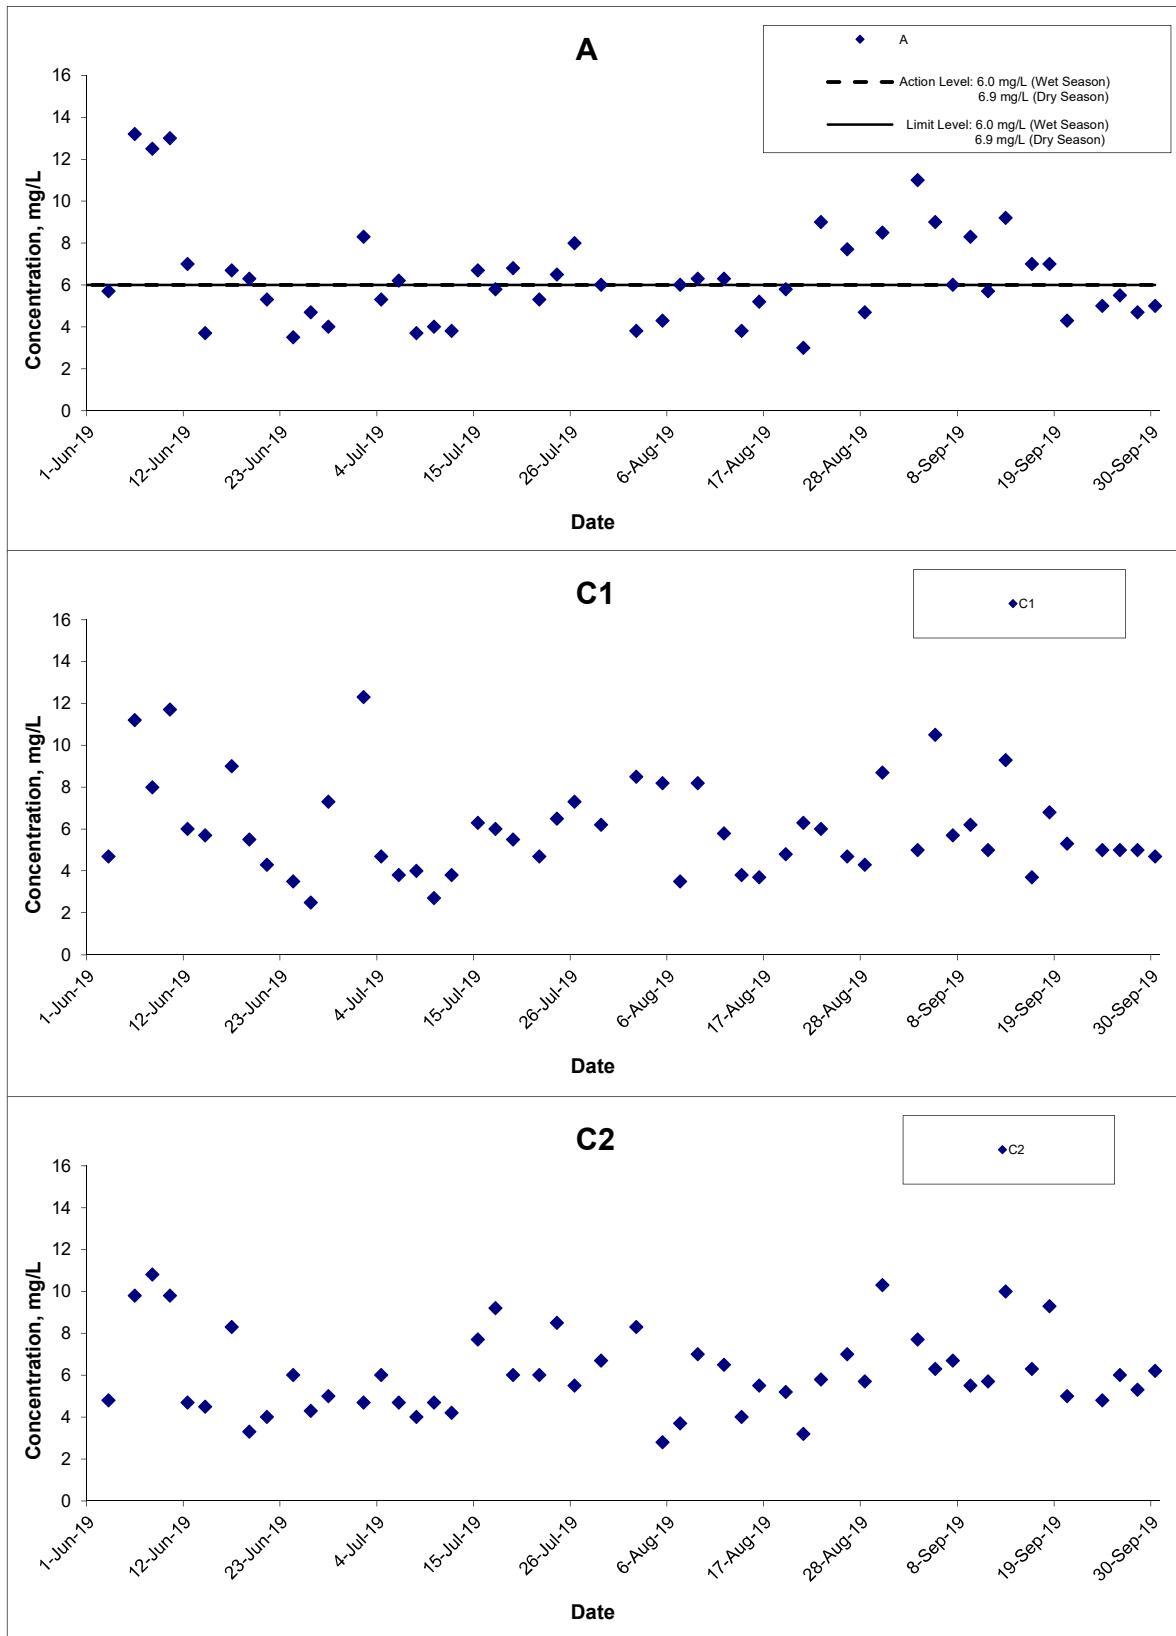 A
A
Action Level: 6.0 mg/L (Wet Season)
6.9 mg/L (Dry Season)
Limit Level: 6.0 mg/L (Wet Season)
6.9 mg/L (Dry Season)
Concentration, mg/L
16
14
12
10
8
6
4
2
0
1-Jun-19
12-Jun-19
23-Jun-19
4-Jul-19
15-Jul-19
26-Jul-19
6-Aug-19
17-Aug-19
28-Aug-19
8-Sep-19
19-Sep-19
30-Sep-19
Date
C1
C1
Concentration, mg/L
16
14
12
10
8
6
4
2
0
1-Jun-19
12-Jun-19
23-Jun-19
4-Jul-19
15-Jul-19
26-Jul-19
6-Aug-19
17-Aug-19
28-Aug-19
8-Sep-19
19-Sep-19
30-Sep-19
Date
C2
C2
Concentration, mg/L
16
14
12
10
8
6
4
2
0
1-Jun-19
12-Jun-19
23-Jun-19
4-Jul-19
15-Jul-19
26-Jul-19
6-Aug-19
17-Aug-19
28-Aug-19
8-Sep-19
19-Sep-19
30-Sep-19
Date